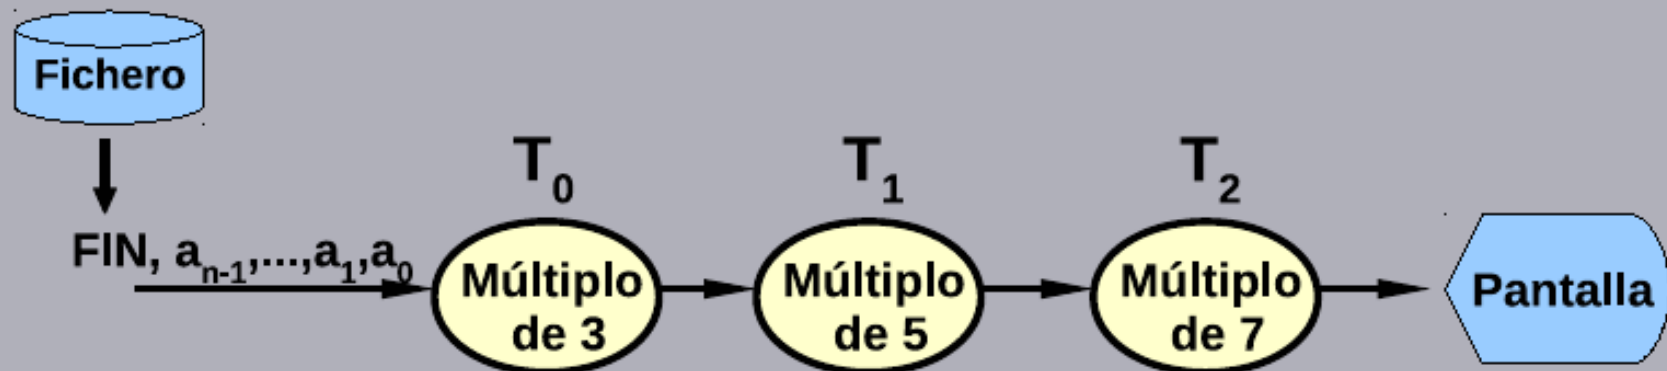 Fichero
T0
T1
T2
FIN, an-1,...,a1,a0
Múltiplo
de 3
Múltiplo
de 5
Múltiplo
de 7
Pantalla